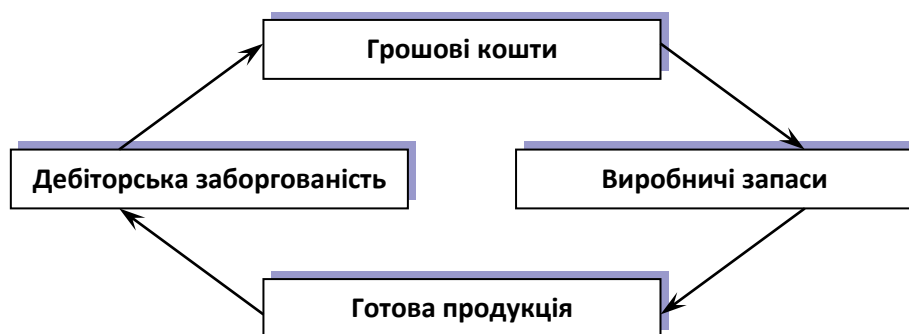 Грошові кошти
Дебіторська заборгованість
Виробничі запаси
Готова продукція